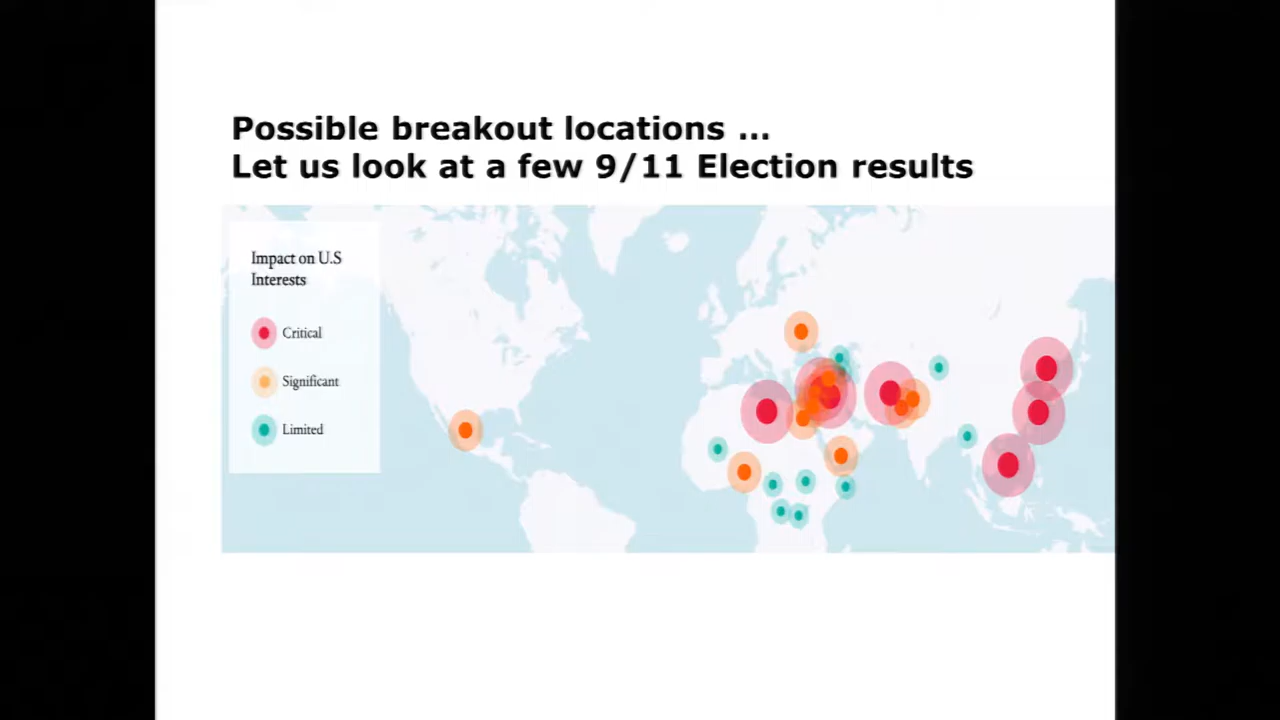 Possible breakout locations ...
Let us look at a few 9/11 Election results
Impact on U.S
Interests
Critical
Significant
Limited